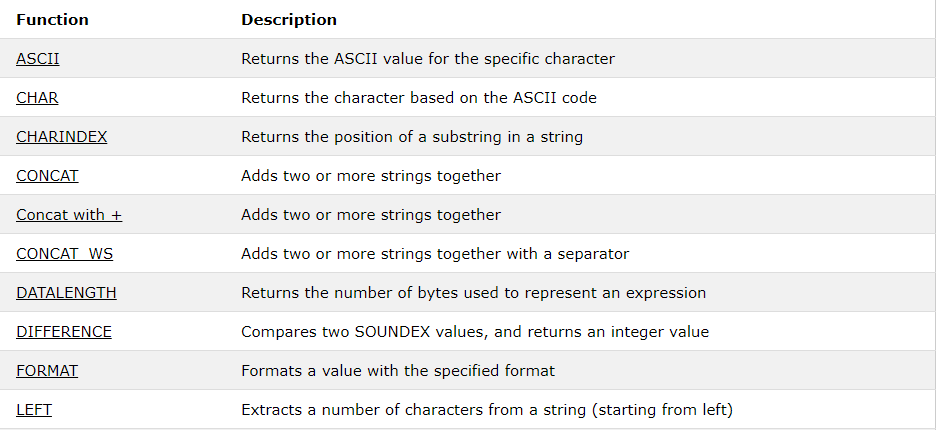 Function Description
ASCII Returns the ASCII value for the specific character
CHAR Returns the character based on the ASCII code
CHARINDEX Returns the position of a substring in a string
CONCAT Adds two or more strings together
Concat with + Adds two or more strings together
CONCAT_WS Adds two or more strings together with a separator
DATALENGTH Returns the number of bytes used to represent an expression
DIFFERENCE Compares two SOUNDEX values, and returns an integer value
FORMAT Formats a value with the specified format
LEFT Extracts a number of characters from a string (starting from left)